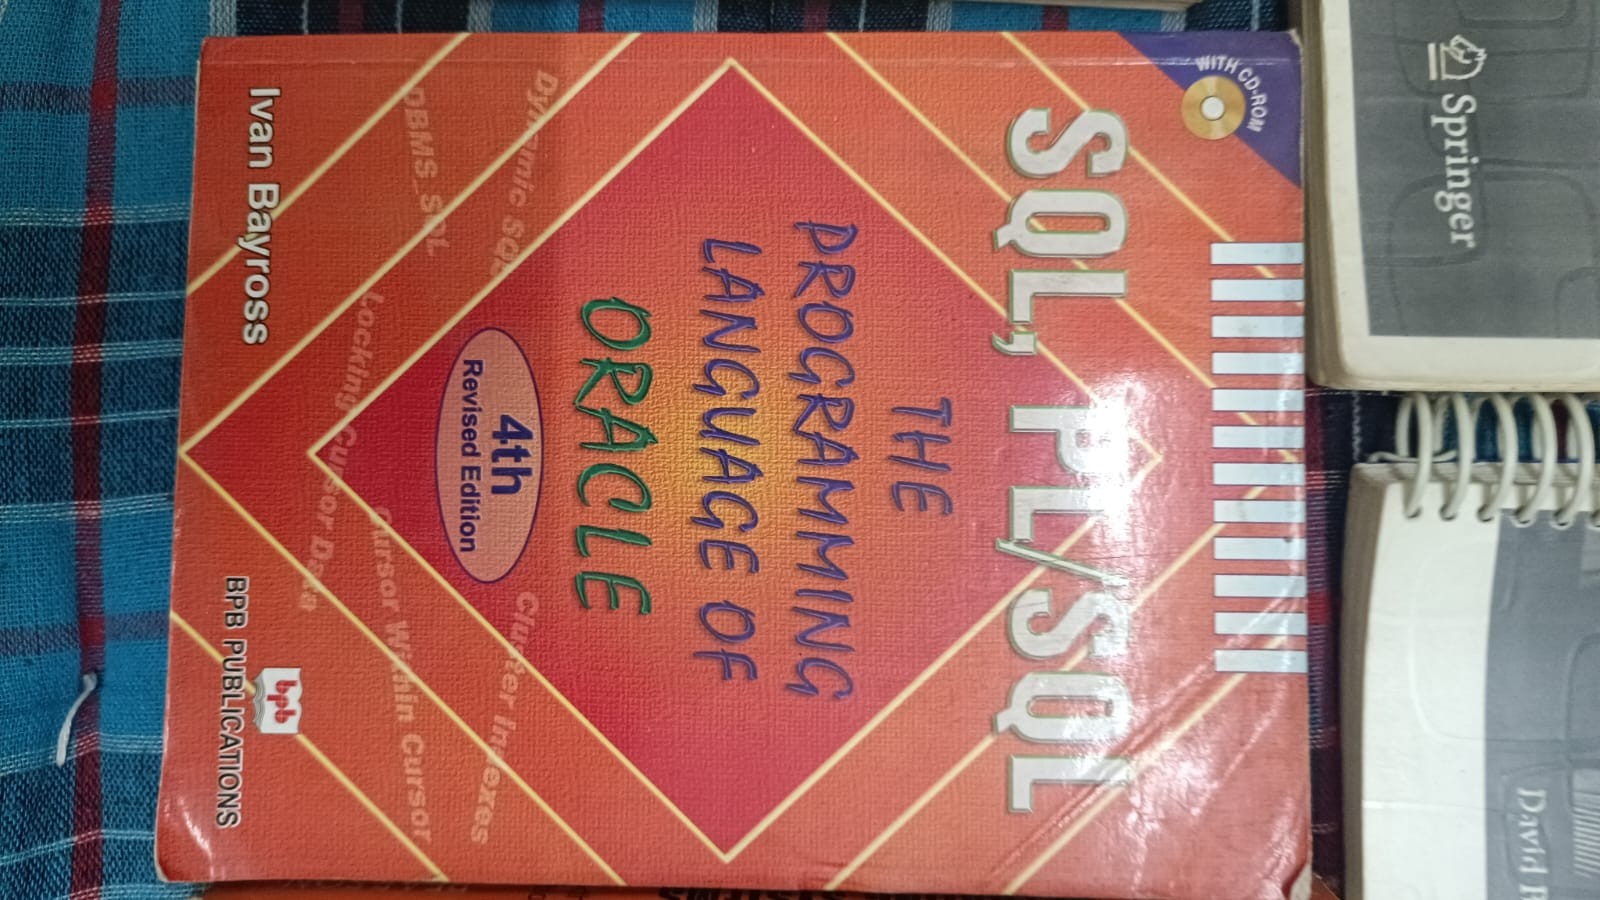 WITH CD-ROM
SQL, PL/SQL
THE
PROGRAMMING
LANGUAGE OF
ORACLE
4th
Revised Edition
Dynamic SQL
Cluster Indexes
Cursor Within Cursor
Locking Cursor Data
Ivan Bayross
bpb
BPB PUBLICATIONS
Springer
David